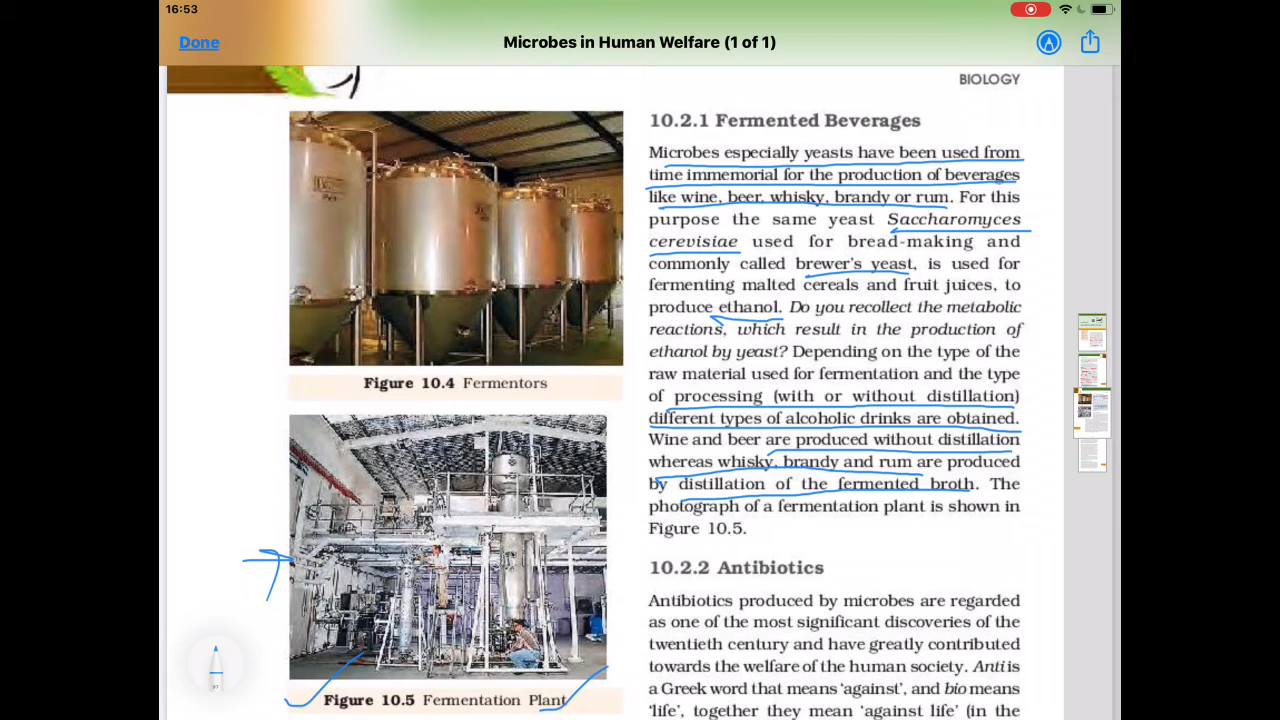 16:53
Done
Microbes in Human Welfare (1 of 1)
BIOLOGY
Figure 10.4 Fermentors
Figure 10.5 Fermentation Plant
10.2.1 Fermented Beverages
Microbes especially yeasts have been used from
time immemorial for the production of beverages
like wine, beer, whisky, brandy or rum. For this
purpose the same yeast Saccharomyces
cerevisiae used for bread-making and
commonly called brewer's yeast, is used for
fermenting malted cereals and fruit juices, to
produce ethanol. Do you recollect the metabolic
reactions, which result in the production of
ethanol by yeast? Depending on the type of the
raw material used for fermentation and the type
of processing (with or without distillation)
different types of alcoholic drinks are obtained.
Wine and beer are produced without distillation
whereas whisky, brandy and rum are produced
by distillation of the fermented broth. The
photograph of a fermentation plant is shown in
Figure 10.5.
10.2.2 Antibiotics
Antibiotics produced by microbes are regarded
as one of the most significant discoveries of the
twentieth century and have greatly contributed
towards the welfare of the human society. Anti is
a Greek word that means 'against', and bio means
'life', together they mean 'against life' (in the